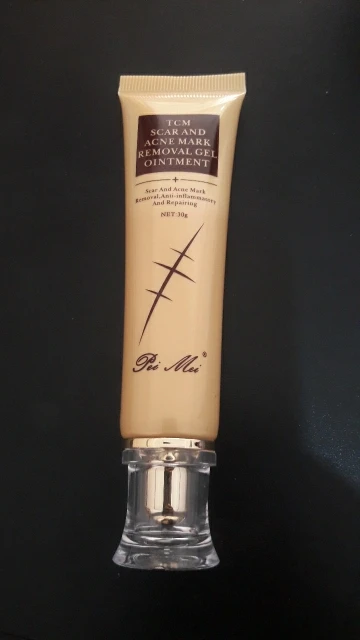 TCM
SCAR AND
ACNE MARK
REMOVAL GEL
OINTMENT
Scar And Acne Mark
Removal,Anti-inflammatory
And Repairing
NET 30g
Pei Mei®